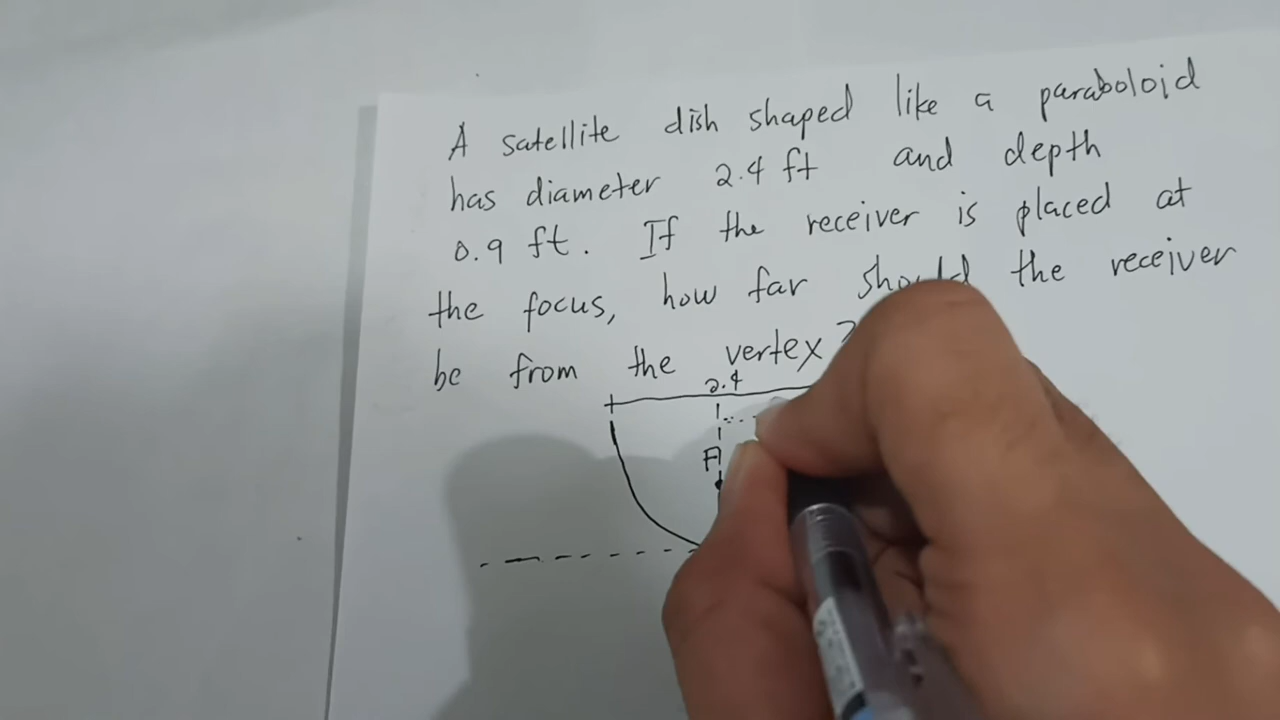 A satellite dish shaped like a paraboloid
has diameter 2.4 ft and depth
0.9 ft. If the receiver is placed at
the focus, how far should the receiver
be from the vertex?
2.4
F